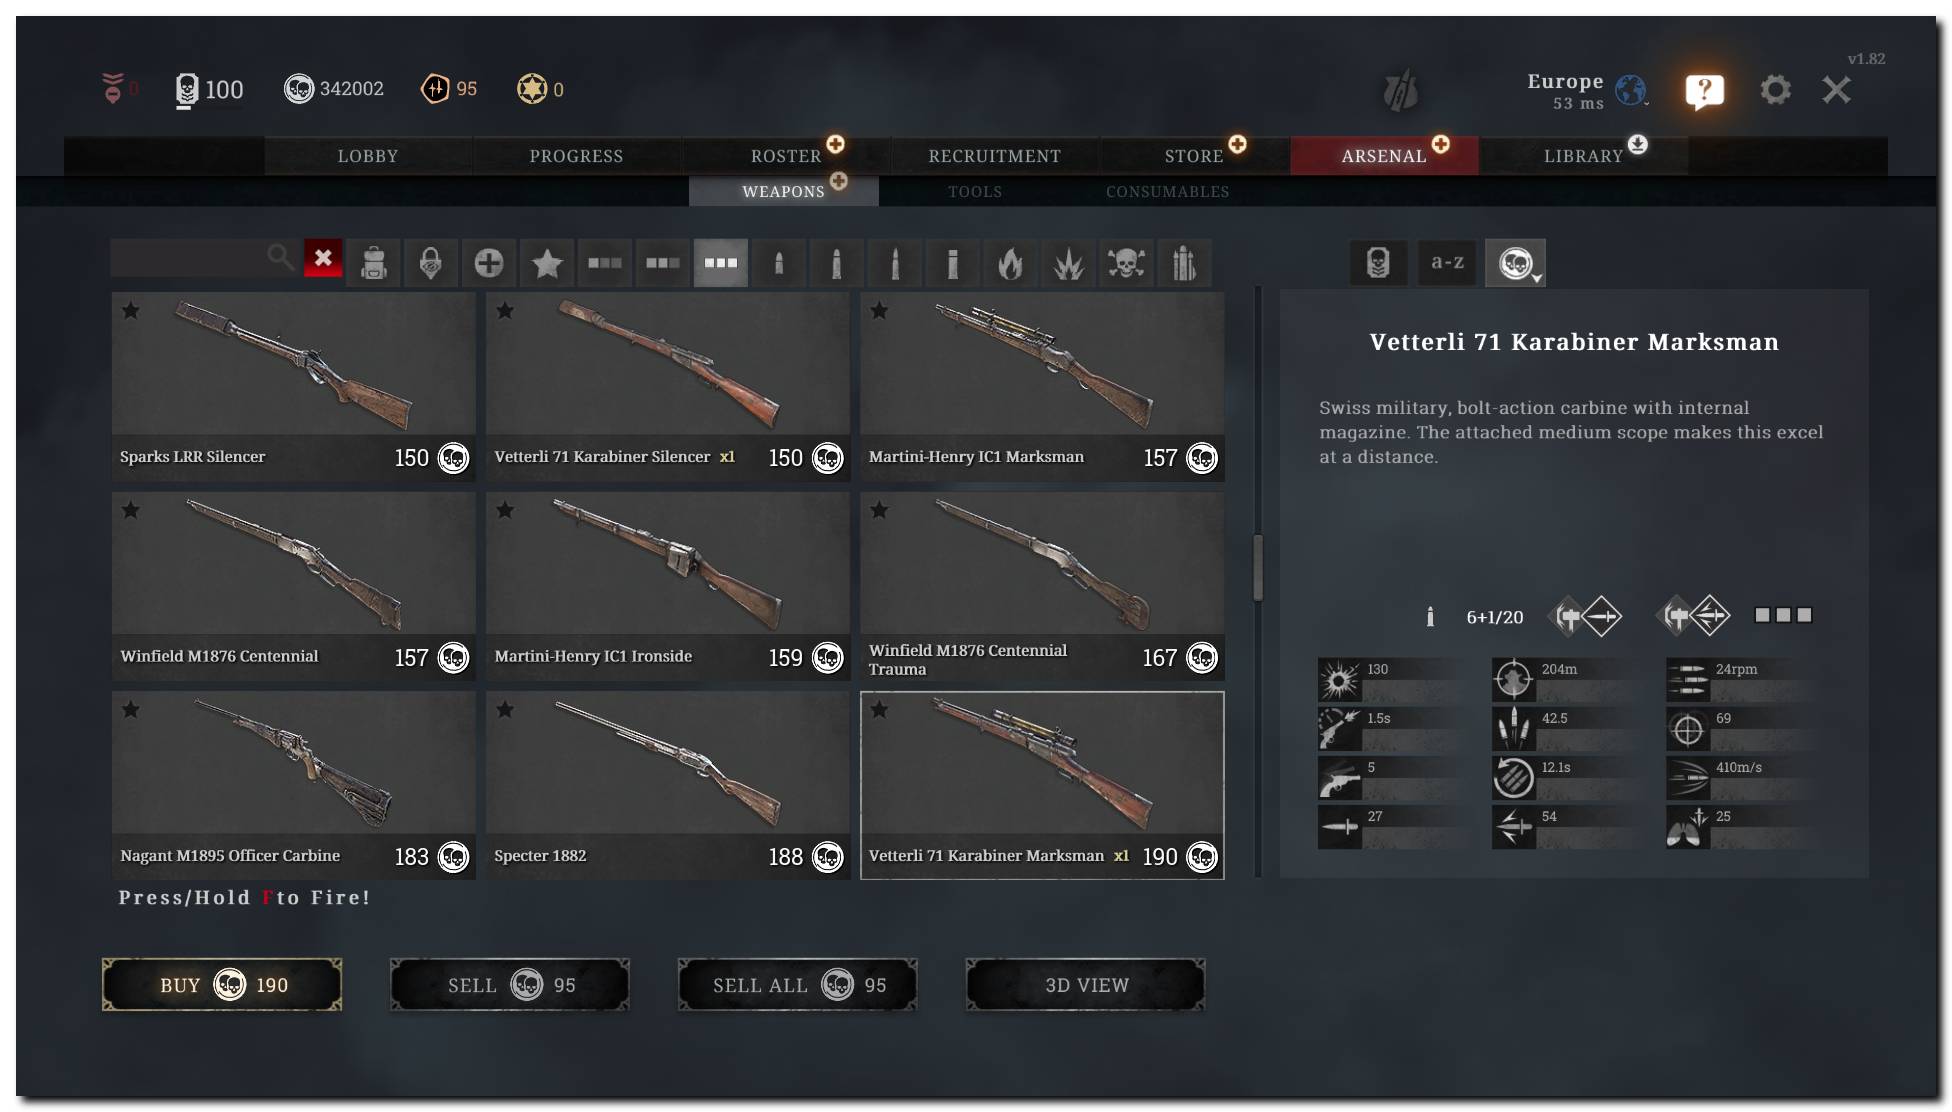 v1.82
0
100
342002
95
0
Europe
53 ms
?
LOBBY
PROGRESS
ROSTER
RECRUITMENT
STORE
ARSENAL
LIBRARY
WEAPONS
TOOLS
CONSUMABLES
a-z
Sparks LRR Silencer 150
Vetterli 71 Karabiner Silencer x1 150
Martini-Henry IC1 Marksman 157
Winfield M1876 Centennial 157
Martini-Henry IC1 Ironside 159
Winfield M1876 Centennial
Trauma 167
Nagant M1895 Officer Carbine 183
Specter 1882 188
Vetterli 71 Karabiner Marksman x1 190
Press/Hold F to Fire!
BUY 190
SELL 95
SELL ALL 95
3D VIEW
Vetterli 71 Karabiner Marksman
Swiss military, bolt-action carbine with internal
magazine. The attached medium scope makes this excel
at a distance.
6+1/20
130
204m
24rpm
1.5s
42.5
69
5
12.1s
410m/s
27
54
25